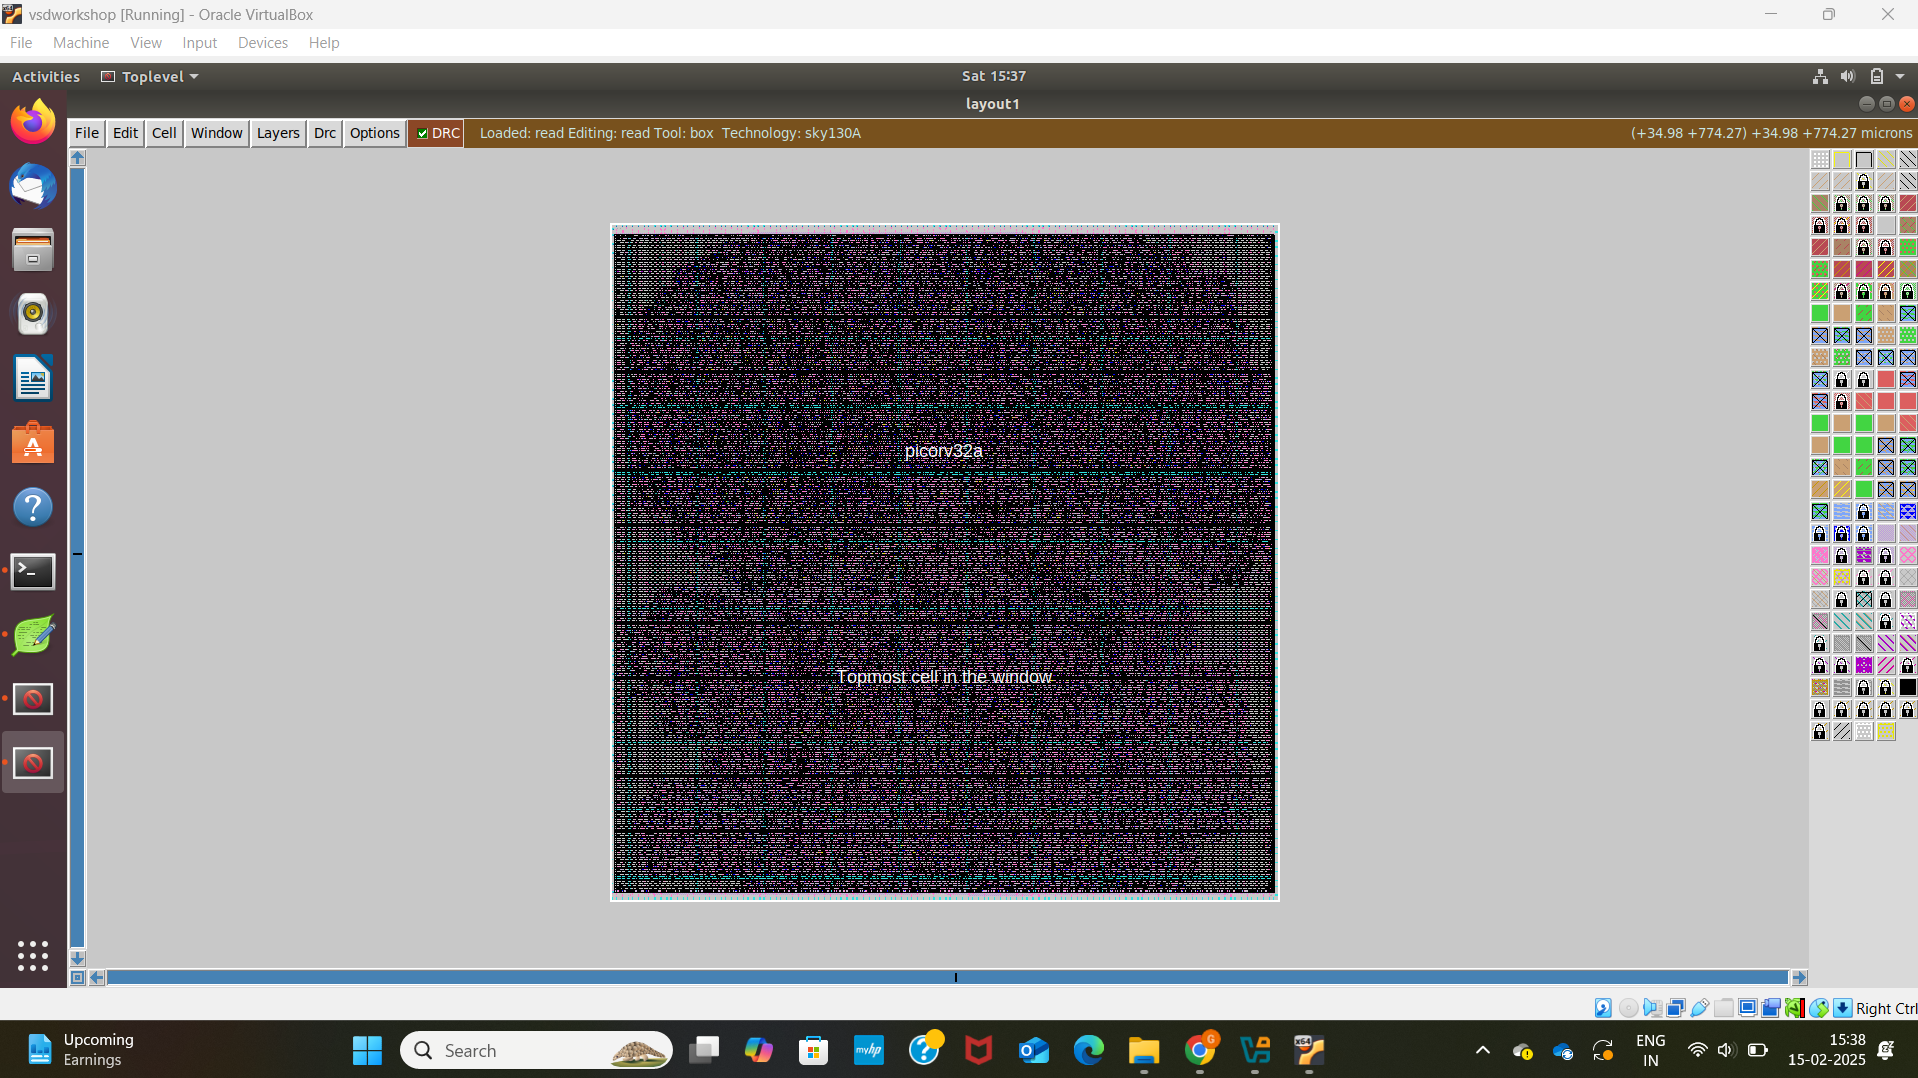 vsdworkshop [Running] - Oracle VirtualBox
File Machine View Input Devices Help
Activities Toplevel Sat 15:37
layout1
File Edit Cell Window Layers Drc Options DRC Loaded: read Editing: read Tool: box Technology: sky130A (+34.98 +774.27) +34.98 +774.27 microns
picorv32a
Topmost cell in the window
Right Ctrl
Upcoming
Earnings
Search
myhp
G
x64
ENG
IN
15:38
15-02-2025